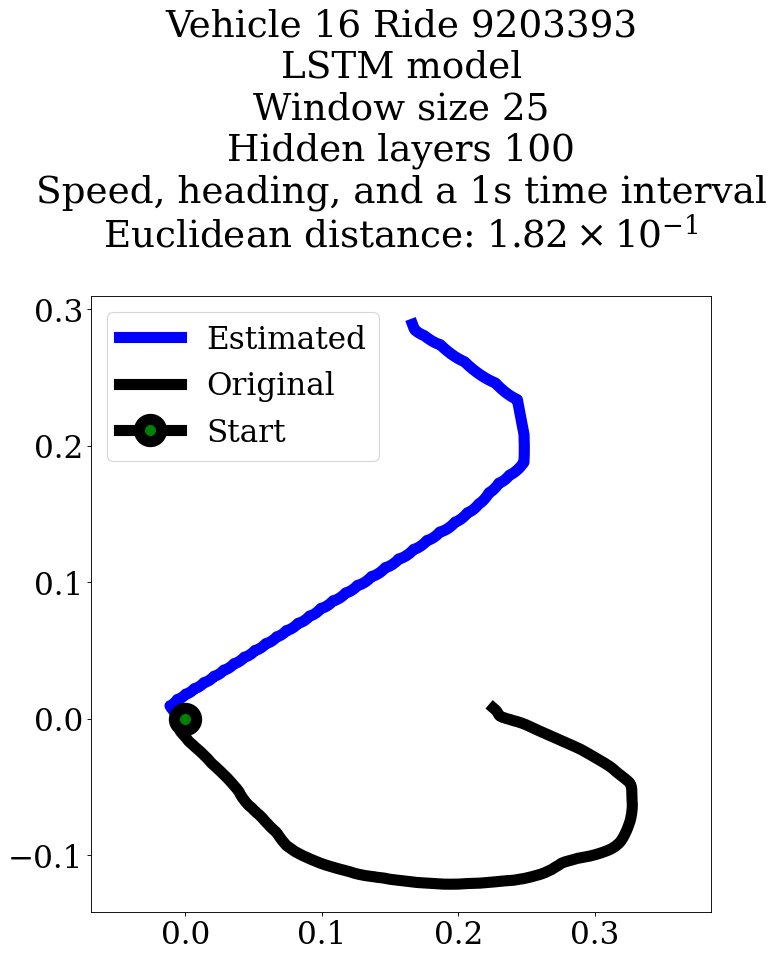 Vehicle 16 Ride 9203393
LSTM model
Window size 25
Hidden layers 100
Speed, heading, and a 1s time interval
Euclidean distance: 1.82 × 10⁻¹
0.3
0.2
0.1
0.0
−0.1
Estimated
Original
Start
0.0 0.1 0.2 0.3